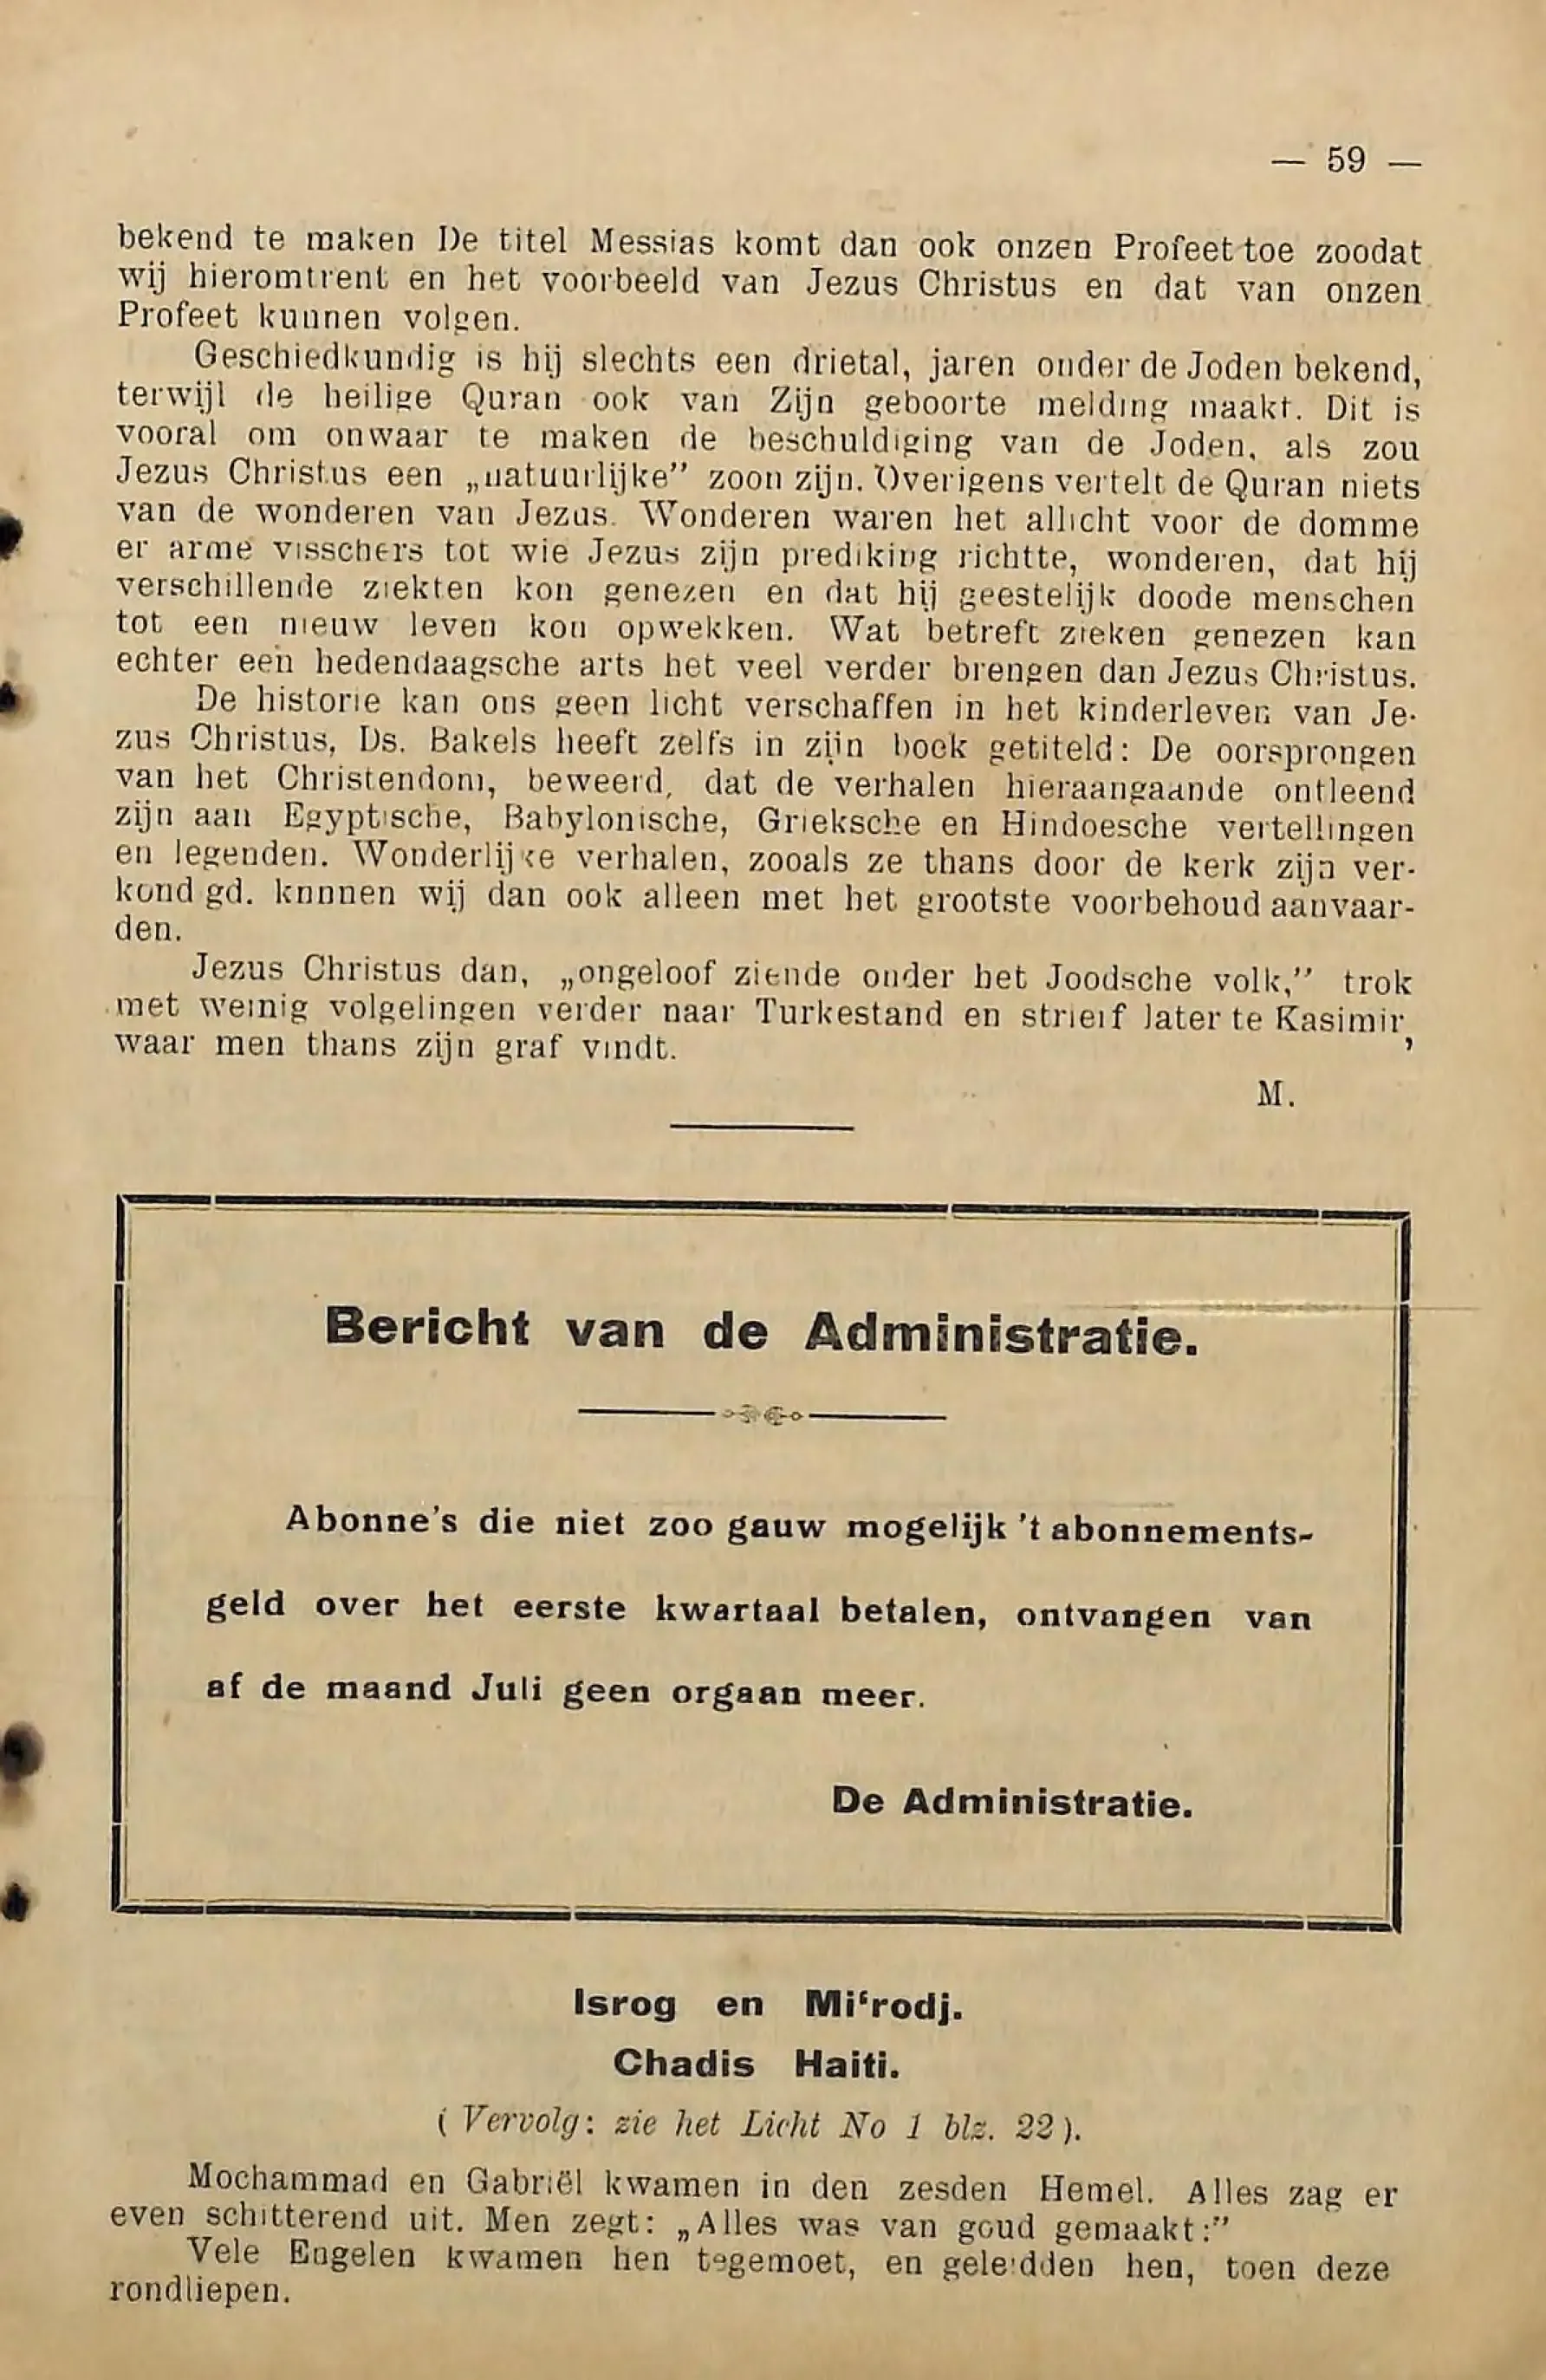 — 59 —
bekend te maken De titel Messias komt dan ook onzen Profeet toe zoodat
wij hieromtrent en het voorbeeld van Jezus Christus en dat van onzen
Profeet kunnen volgen.
Geschiedkundig is hij slechts een drietal, jaren onder de Joden bekend,
terwijl de heilige Quran ook van Zijn geboorte melding maakt. Dit is
vooral om onwaar te maken de beschuldiging van de Joden, als zou
Jezus Christus een „natuurlijke” zoon zijn. Overigens vertelt de Quran niets
van de wonderen van Jezus. Wonderen waren het allicht voor de domme
er arme visschers tot wie Jezus zijn prediking richtte, wonderen, dat hij
verschillende ziekten kon genezen en dat hij geestelijk doode menschen
tot een nieuw leven kon opwekken. Wat betreft zieken genezen kan
echter een hedendaagsche arts het veel verder brengen dan Jezus Christus.
De historie kan ons geen licht verschaffen in het kinderleven van Je-
zus Christus, Ds. Bakels heeft zelfs in zijn boek getiteld: De oorsprongen
van het Christendom, beweerd, dat de verhalen hieraangaande ontleend
zijn aan Egyptische, Babylonische, Grieksche en Hindoesche vertellingen
en legenden. Wonderlijke verhalen, zooals ze thans door de kerk zijn ver-
kond gd. knnnen wij dan ook alleen met het grootste voorbehoud aanvaar-
den.
Jezus Christus dan, „ongeloof ziende onder het Joodsche volk,” trok
met weinig volgelingen verder naar Turkestand en strieif later te Kasimir,
waar men thans zijn graf vindt.
M.
Bericht van de Administratie.
Abonne's die niet zoo gauw mogelijk 't abonnements-
geld over het eerste kwartaal betalen, ontvangen van
af de maand Juli geen orgaan meer.
De Administratie.
Isrog en Mi‘rodj.
Chadis Haiti.
( Vervolg: zie het Licht No 1 blz. 22 ).
Mochammad en Gabriël kwamen in den zesden Hemel. Alles zag er
even schitterend uit. Men zegt: „Alles was van goud gemaakt:”
Vele Engelen kwamen hen tegemoet, en geleidden hen, toen deze
rondliepen.